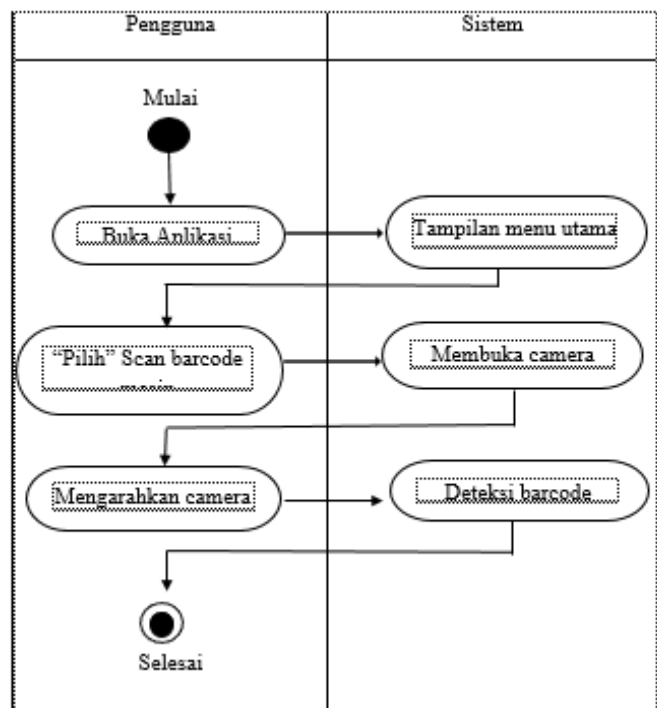 Pengguna
Sistem
Mulai
Buka Aplikasi
Tampilan menu utama
“Pilih” Scan barcode
Membuka camera
Mengarahkan camera
Deteksi barcode
Selesai